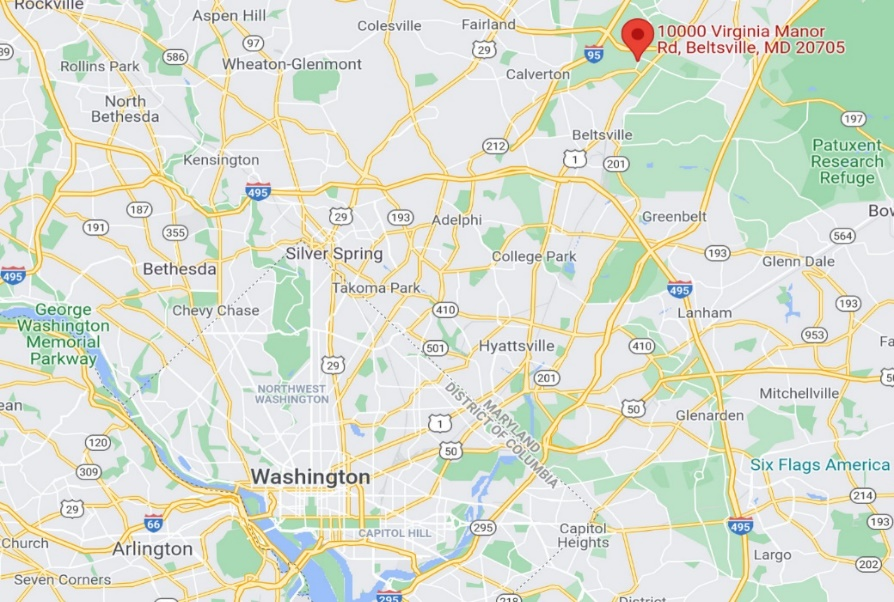 Rockville
Aspen Hill
Colesville
Fairland
10000 Virginia Manor
Rd, Beltsville, MD 20705
97
29
95
586
Rollins Park
Wheaton-Glenmont
Calverton
North
Bethesda
197
Patuxent
Research
Refuge
212
Beltsville
Kensington
1
201
495
187
29
193
Adelphi
Greenbelt
191
355
564
Silver Spring
College Park
193
Glenn Dale
495
Bethesda
Takoma Park
495
George
Washington
Memorial
Parkway
Chevy Chase
410
Lanham
193
501
Hyattsville
410
953
29
201
NORTHWEST
WASHINGTON
MARYLAND
DISTRICT OF COLUMBIA
50
Mitchellville
Glenarden
120
1
50
309
Washington
Six Flags America
29
66
214
193
CAPITOL HILL
295
Capitol
Heights
495
Church
Arlington
Largo
202
Seven Corners
295
218
District